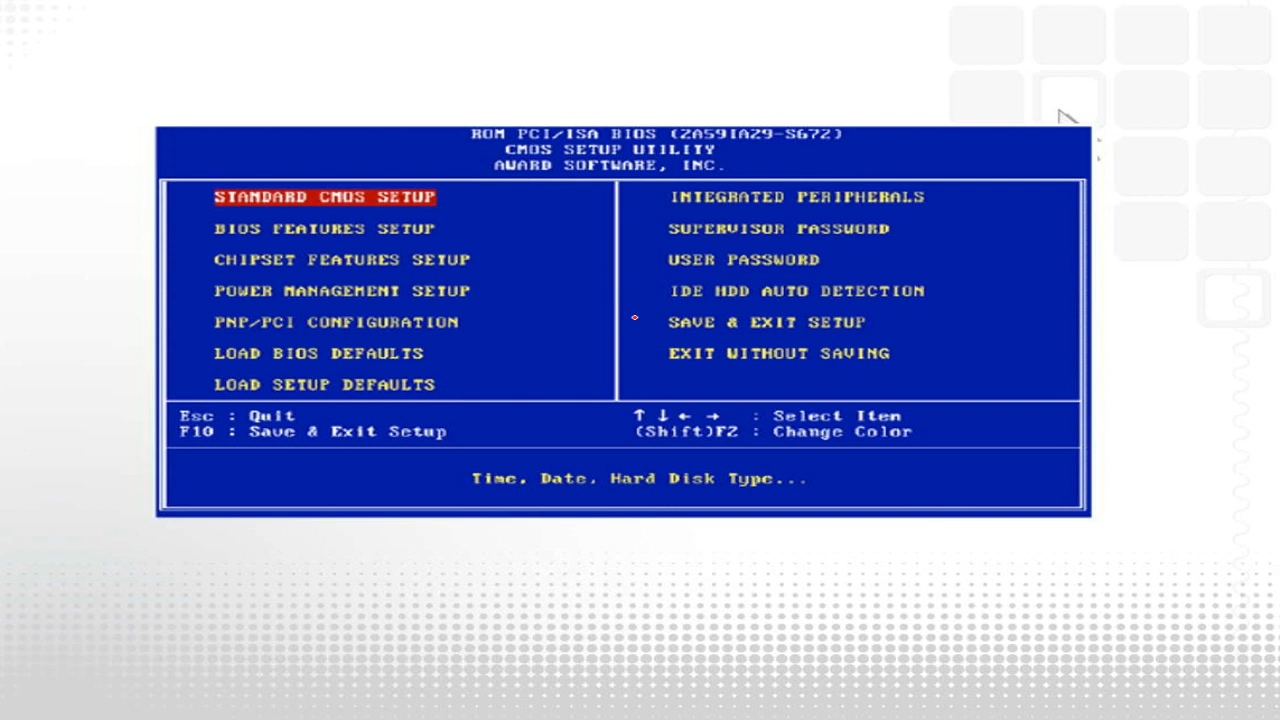 ROM PCI/ISA BIOS (2A59IA29-S672)
CMOS SETUP UTILITY
AWARD SOFTWARE, INC.
STANDARD CMOS SETUP
BIOS FEATURES SETUP
CHIPSET FEATURES SETUP
POWER MANAGEMENT SETUP
PNP/PCI CONFIGURATION
LOAD BIOS DEFAULTS
LOAD SETUP DEFAULTS
INTEGRATED PERIPHERALS
SUPERVISOR PASSWORD
USER PASSWORD
IDE HDD AUTO DETECTION
SAVE & EXIT SETUP
EXIT WITHOUT SAVING
Esc : Quit
F10 : Save & Exit Setup
↑ ↓ ← → : Select Item
(Shift)F2 : Change Color
Time, Date, Hard Disk Type...